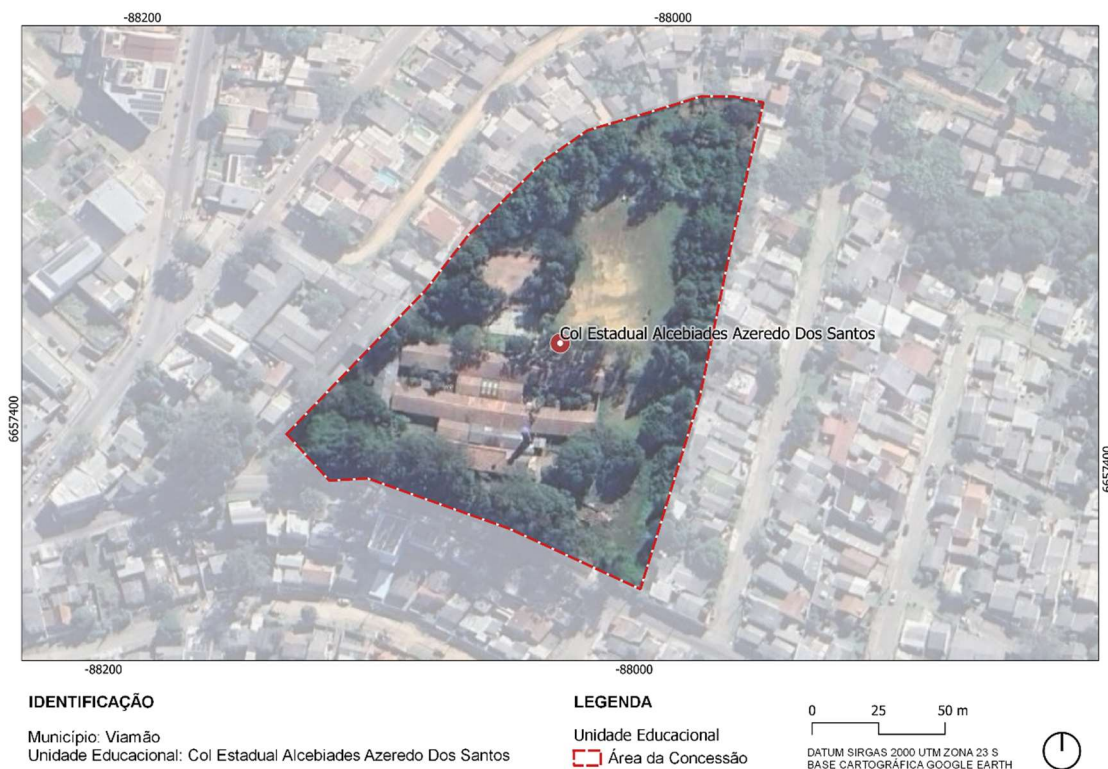 -88200 -88000
6657400
Col Estadual Alcebiades Azeredo Dos Santos
6657400
-88200 -88000
IDENTIFICAÇÃO
Município: Viamão
Unidade Educacional: Col Estadual Alcebiades Azeredo Dos Santos
LEGENDA
Unidade Educacional
Área da Concessão
0 25 50 m
DATUM SIRGAS 2000 UTM ZONA 23 S
BASE CARTOGRÁFICA GOOGLE EARTH